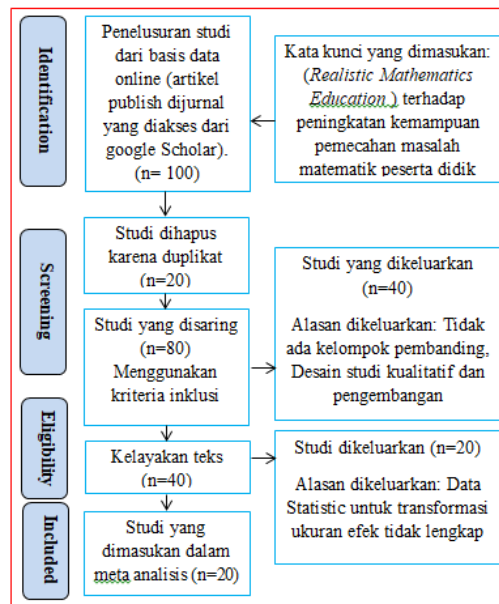 Identification
Penelusuran studi
dari basis data
online (artikel
publish dijurnal
yang diakses dari
google Scholar).
(n= 100)
Kata kunci yang dimasukan:
(Realistic Mathematics
Education ) terhadap
peningkatan kemampuan
pemecahan masalah
matematik peserta didik
Screening
Studi dihapus
karena duplikat
(n=20)
Studi yang disaring
(n=80)
Menggunakan
kriteria inklusi
Studi yang dikeluarkan
(n=40)
Alasan dikeluarkan: Tidak
ada kelompok pembanding,
Desain studi kualitatif dan
pengembangan
Eligibility
Kelayakan teks
(n=40)
Studi dikeluarkan (n=20)
Alasan dikeluarkan: Data
Statistic untuk transformasi
ukuran efek tidak lengkap
Included
Studi yang
dimasukan dalam
meta analisis (n=20)